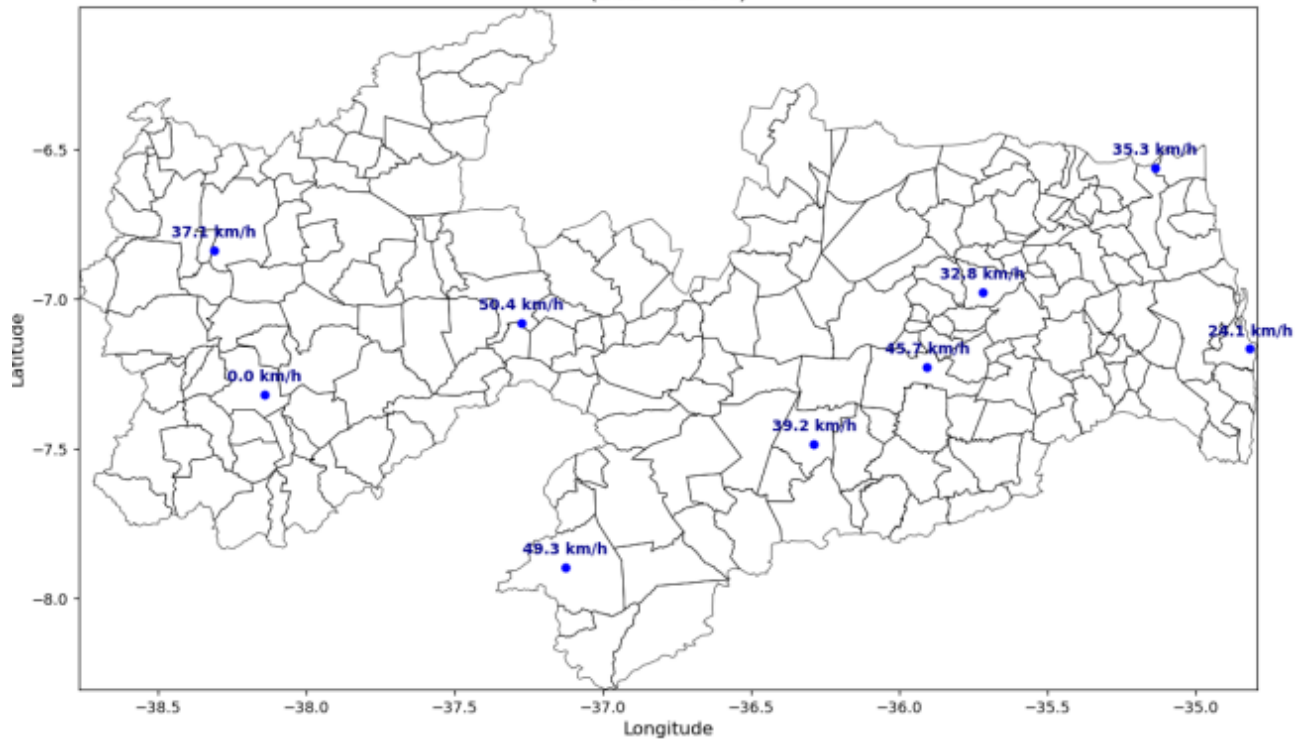 35.3 km/h
−6.5
37.1 km/h
32.8 km/h
−7.0
50.4 km/h
24.1 km/h
45.7 km/h
0.0 km/h
39.2 km/h
−7.5
49.3 km/h
−8.0
Latitude
−38.5 −38.0 −37.5 −37.0 −36.5 −36.0 −35.5 −35.0
Longitude